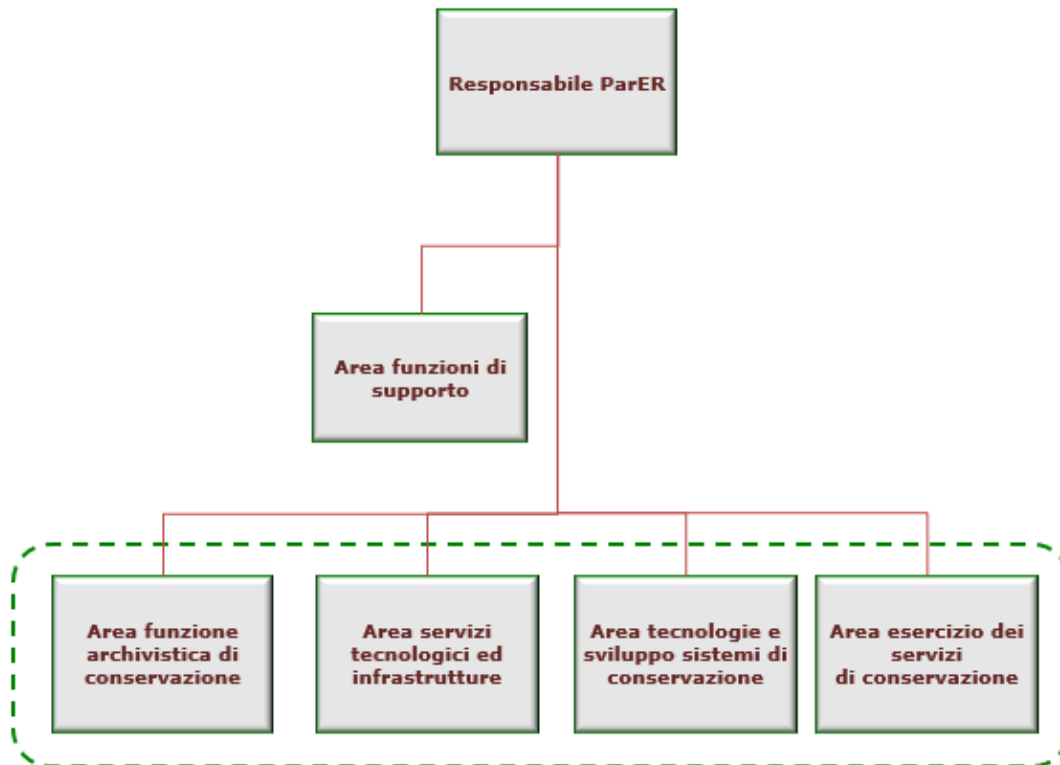 Responsabile ParER
Area funzioni di
supporto
Area funzione
archivistica di
conservazione
Area servizi
tecnologici ed
infrastrutture
Area tecnologie e
sviluppo sistemi di
conservazione
Area esercizio dei
servizi
di conservazione